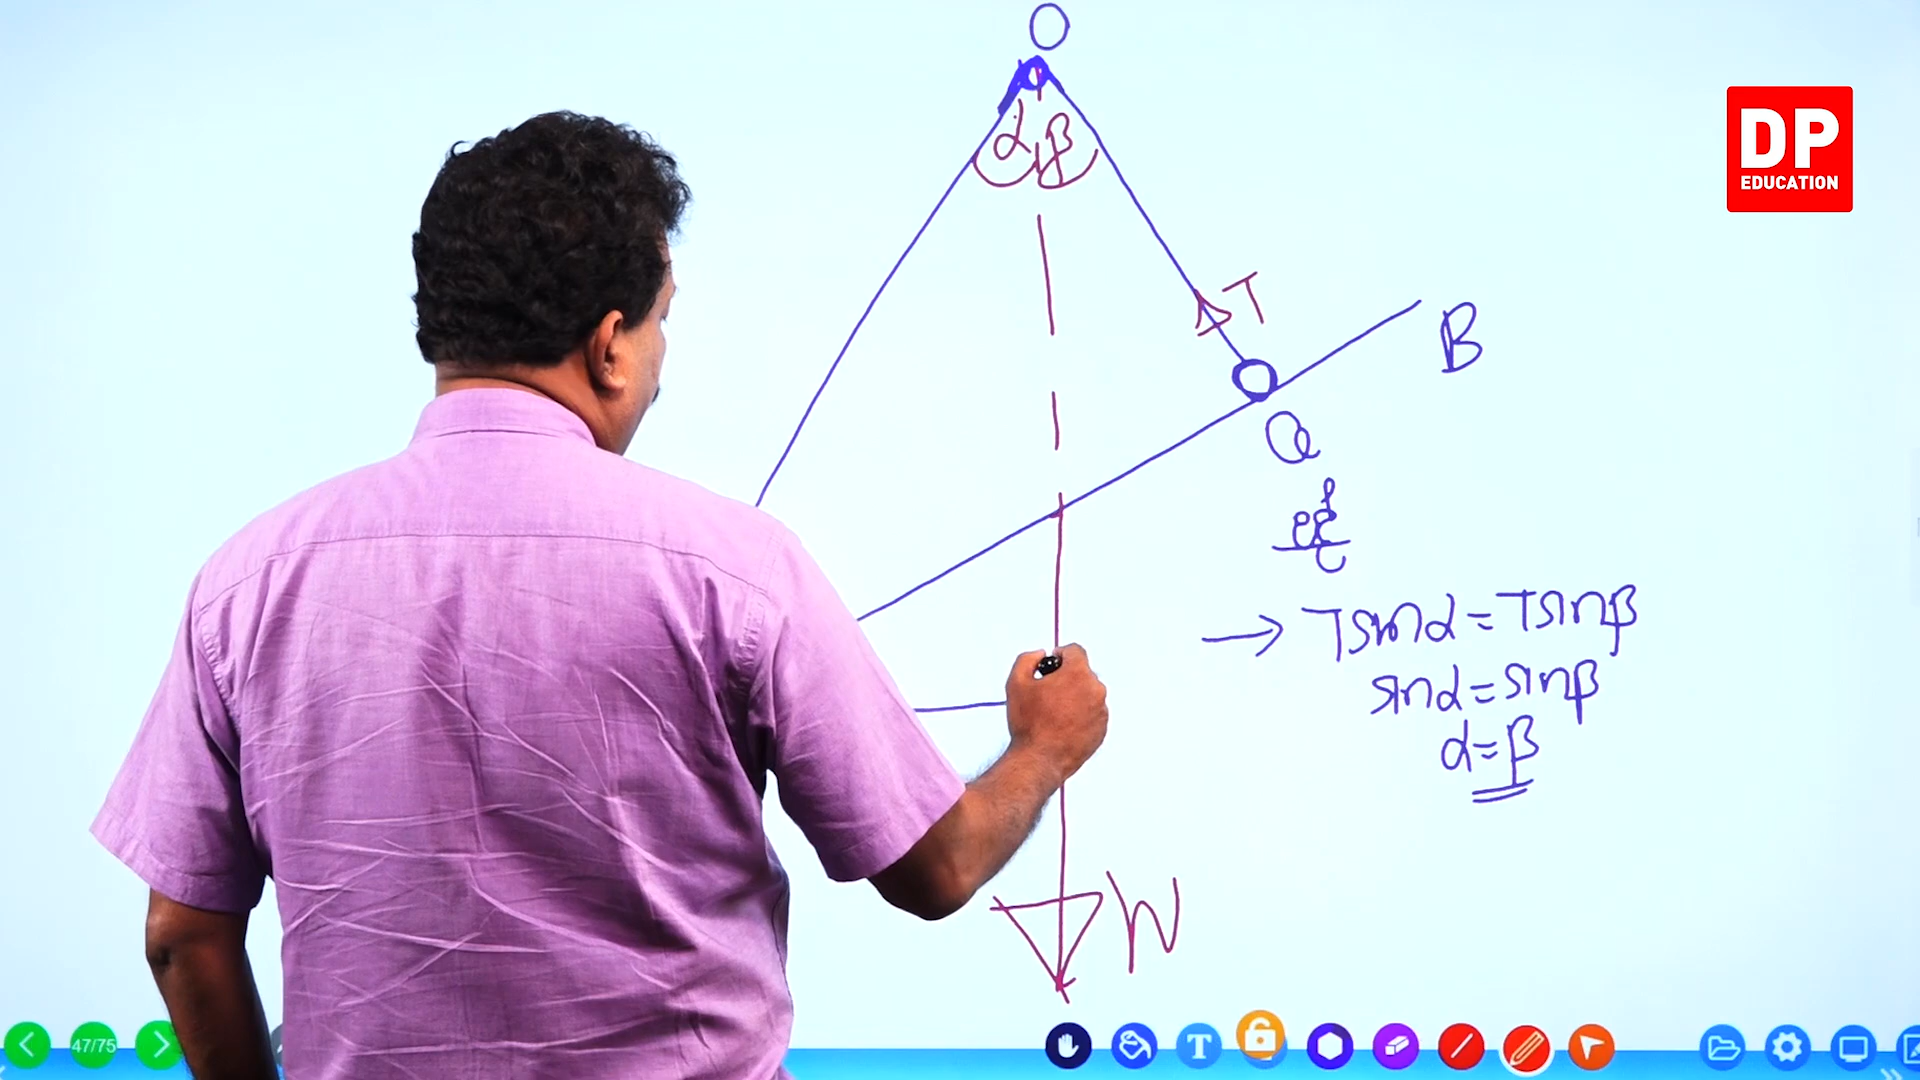 O
DP
EDUCATION
α β
T
B
Q
→ Tsinα = Tsinβ
sinα = sinβ
α = β
W
47/75
T